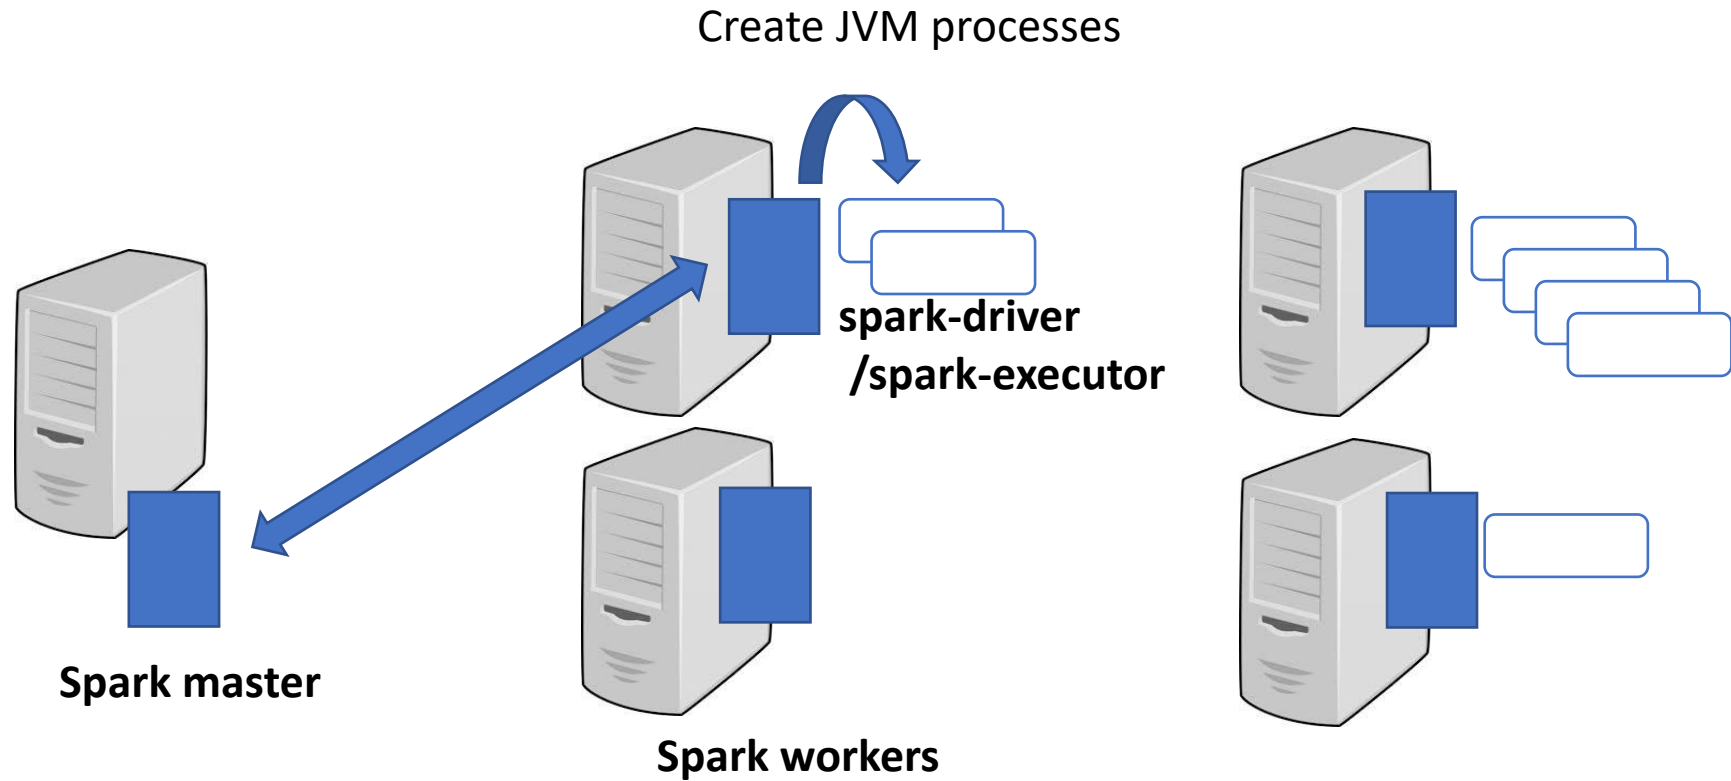 Create JVM processes
spark-driver
/spark-executor
Spark master
Spark workers